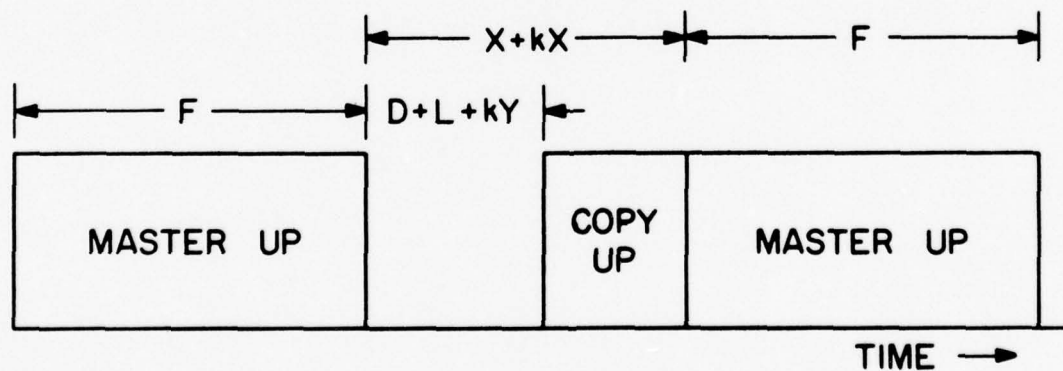 X+kX F
F D+L+kY
MASTER UP COPY UP MASTER UP
TIME